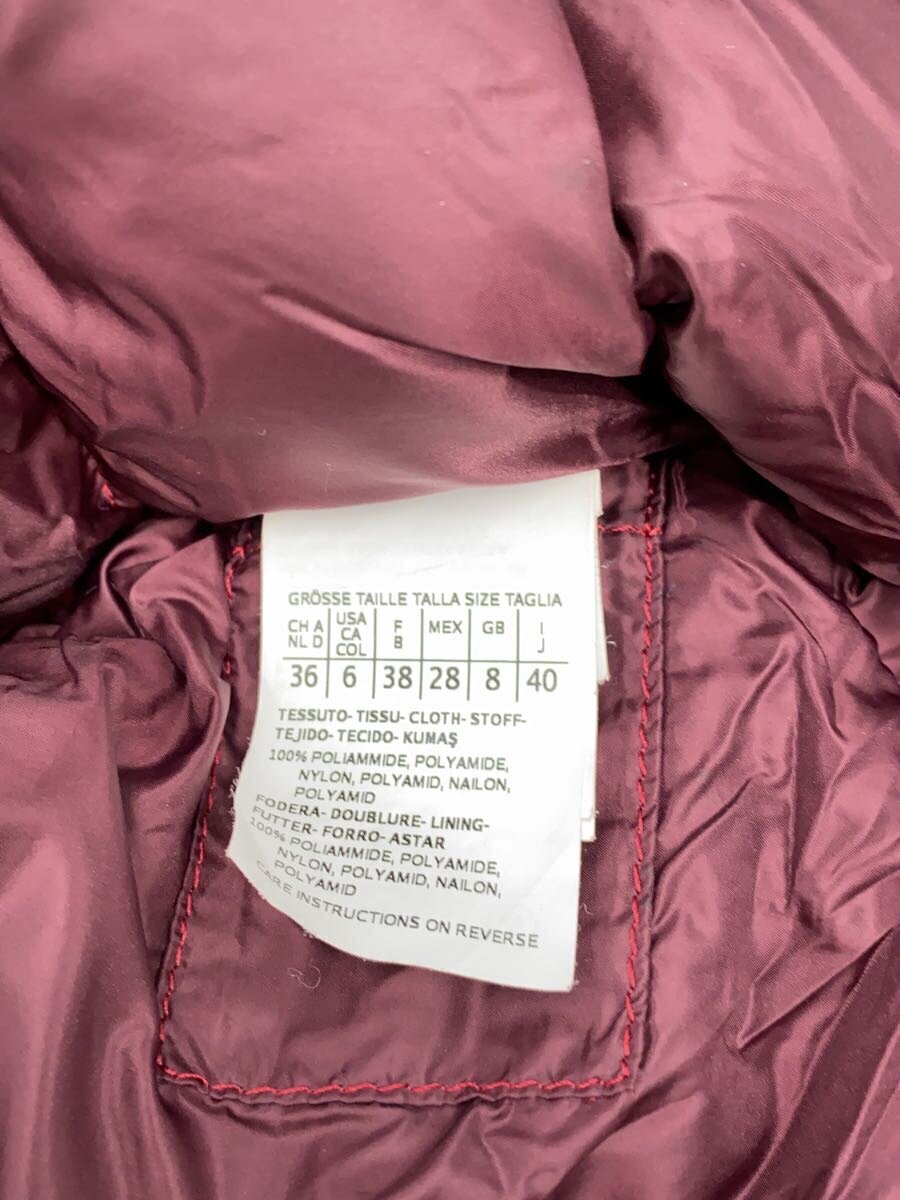 GRÖSSE TAILLE TALLA SIZE TAGLIA
CH A USA F MEX GB I
NL D CA B J
COL
36 6 38 28 8 40
TESSUTO- TISSU- CLOTH- STOFF-
TEJIDO- TECIDO- KUMAŞ
100% POLIAMMIDE, POLYAMIDE,
NYLON, POLYAMID, NAILON,
POLYAMID
FODERA- DOUBLURE- LINING-
FUTTER- FORRO- ASTAR
100% POLIAMMIDE, POLYAMIDE,
NYLON, POLYAMID, NAILON,
POLYAMID
CARE INSTRUCTIONS ON REVERSE